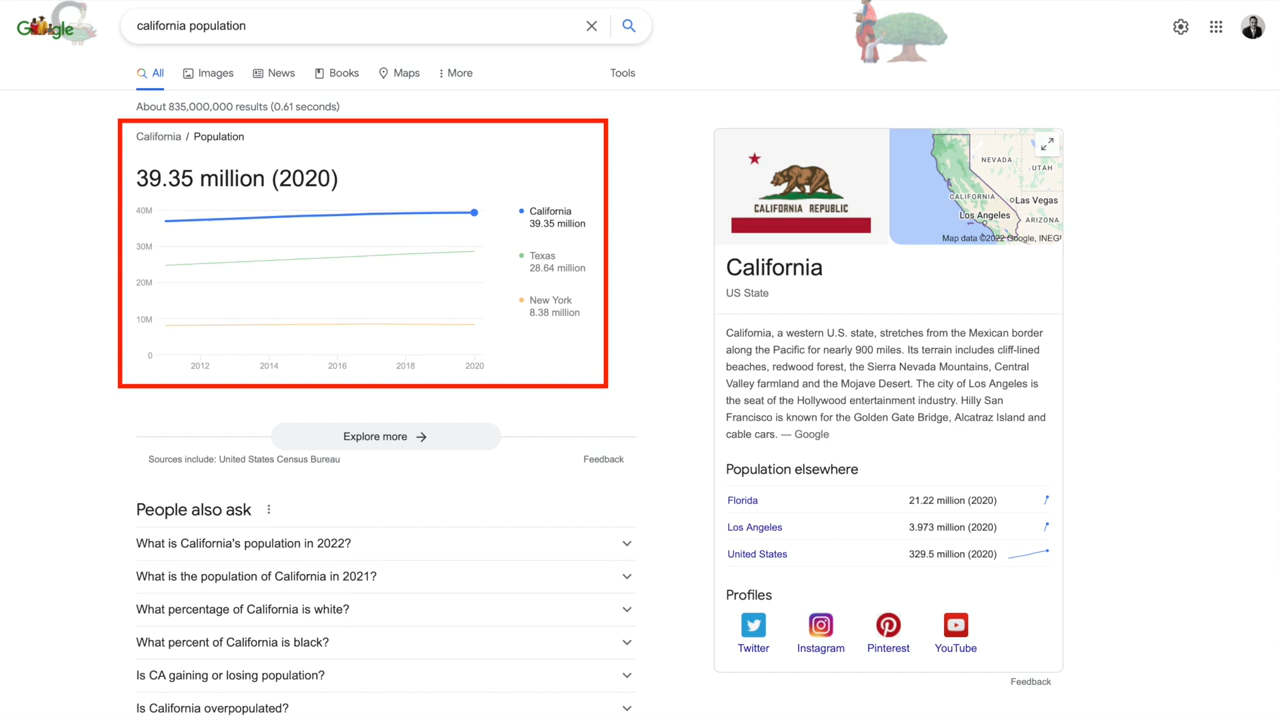 Google
california population
All
Images
News
Books
Maps
More
Tools
About 835,000,000 results (0.61 seconds)
California / Population
39.35 million (2020)
40M
30M
20M
10M
0
2012
2014
2016
2018
2020
California
39.35 million
Texas
28.64 million
New York
8.38 million
Explore more
Sources include: United States Census Bureau
Feedback
People also ask
What is California's population in 2022?
What is the population of California in 2021?
What percentage of California is white?
What percent of California is black?
Is CA gaining or losing population?
Is California overpopulated?
CALIFORNIA REPUBLIC
NEVADA
UTAH
CALIFORNIA
Las Vegas
Los Angeles
ARIZONA
Map data ©2022 Google, INEGI
California
US State
California, a western U.S. state, stretches from the Mexican border
along the Pacific for nearly 900 miles. Its terrain includes cliff-lined
beaches, redwood forest, the Sierra Nevada Mountains, Central
Valley farmland and the Mojave Desert. The city of Los Angeles is
the seat of the Hollywood entertainment industry. Hilly San
Francisco is known for the Golden Gate Bridge, Alcatraz Island and
cable cars. — Google
Population elsewhere
Florida 21.22 million (2020)
Los Angeles 3.973 million (2020)
United States 329.5 million (2020)
Profiles
Twitter
Instagram
Pinterest
YouTube
Feedback